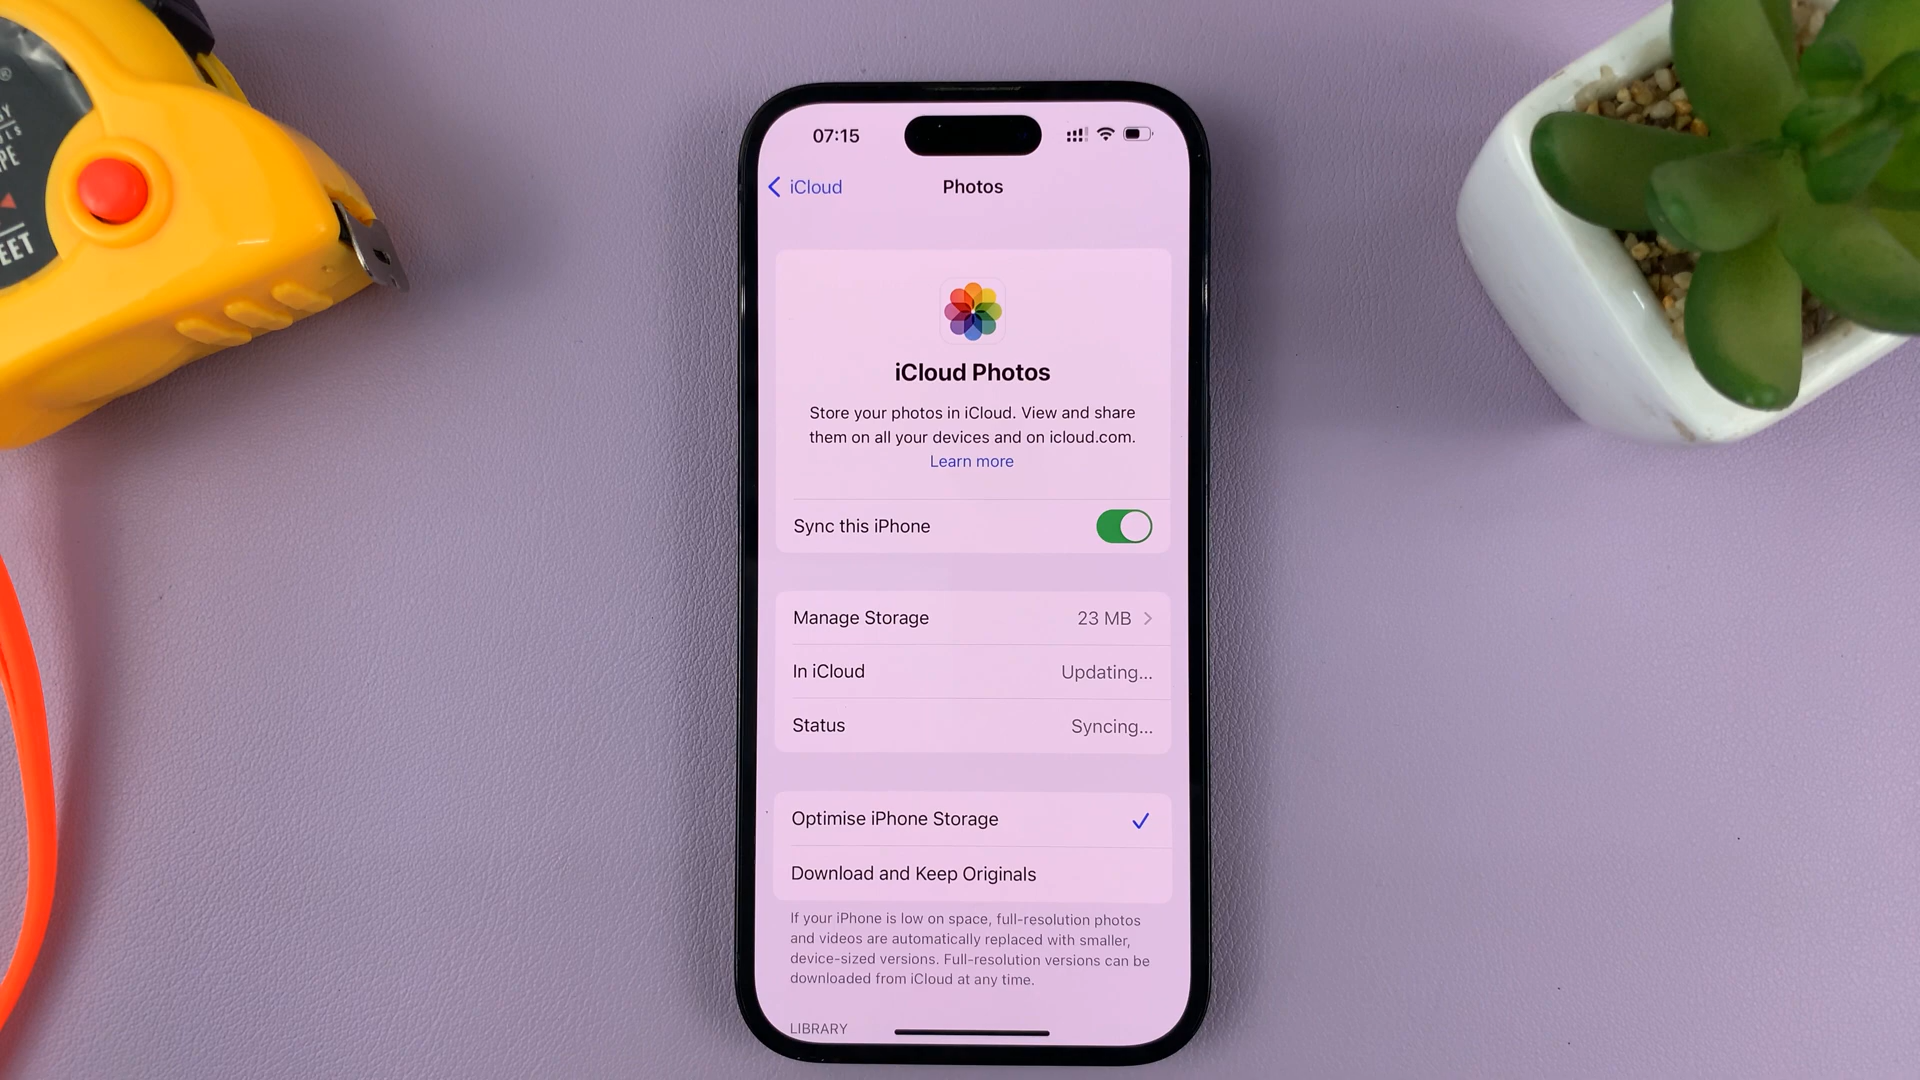 07:15
iCloud
Photos
iCloud Photos
Store your photos in iCloud. View and share
them on all your devices and on icloud.com.
Learn more
Sync this iPhone
Manage Storage 23 MB
In iCloud Updating...
Status Syncing...
Optimise iPhone Storage
Download and Keep Originals
If your iPhone is low on space, full-resolution photos
and videos are automatically replaced with smaller,
device-sized versions. Full-resolution versions can be
downloaded from iCloud at any time.
LIBRARY